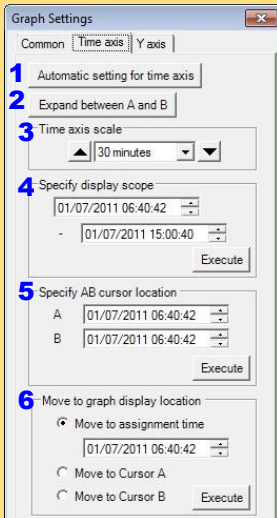 Graph Settings
Common Time axis Y axis
1 Automatic setting for time axis
2 Expand between A and B
3 Time axis scale
30 minutes
4 Specify display scope
01/07/2011 06:40:42
- 01/07/2011 15:00:40
Execute
5 Specify AB cursor location
A 01/07/2011 06:40:42
B 01/07/2011 06:40:42
Execute
6 Move to graph display location
Move to assignment time
01/07/2011 06:40:42
Move to Cursor A
Move to Cursor B Execute